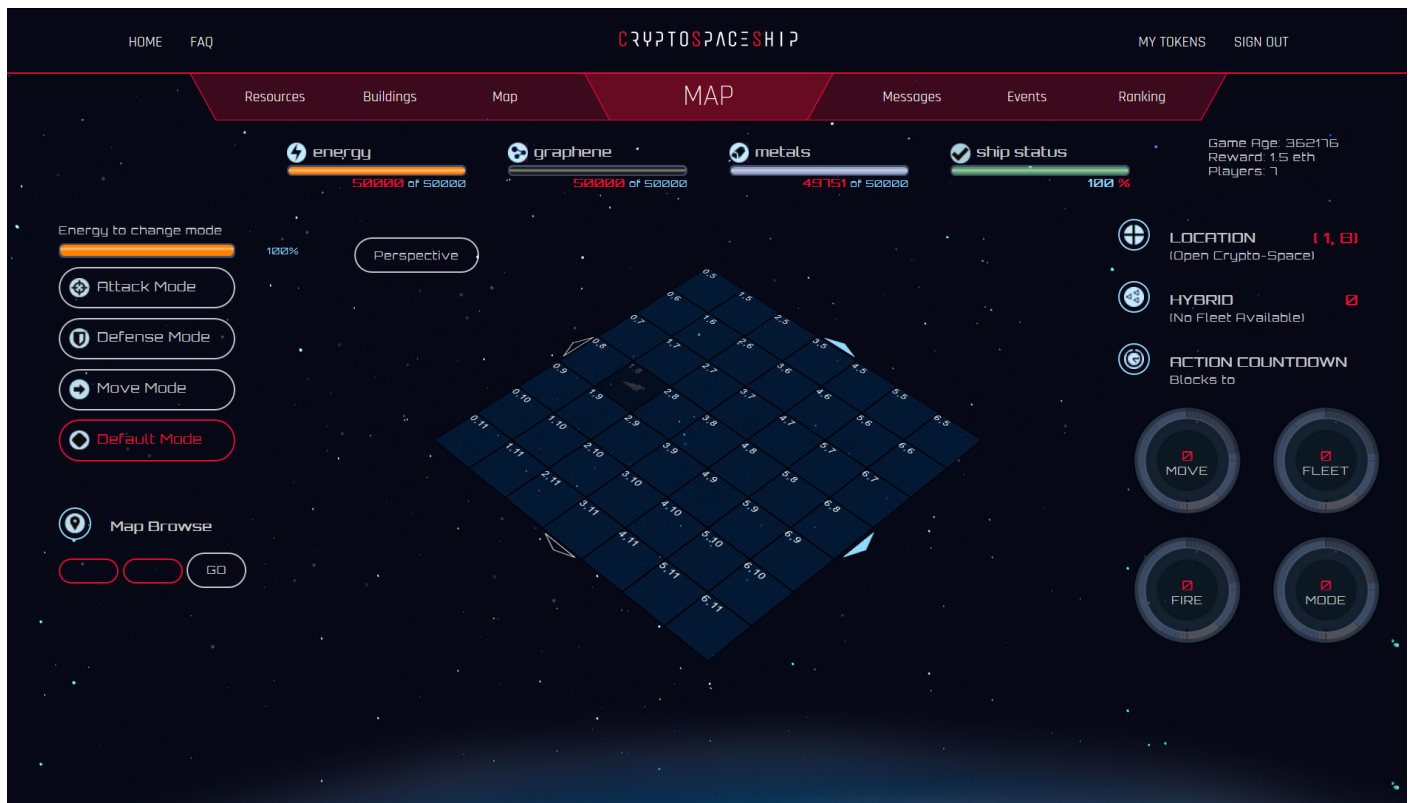 HOME FAQ CRYPTOSPACESHIP MY TOKENS SIGN OUT
Resources Buildings Map MAP Messages Events Ranking
energy graphene metals ship status
50000 of 50000 50000 of 50000 49751 of 50000 100 %
Game Age: 362176
Reward: 1.5 eth
Players: 7
Energy to change mode
100%
Attack Mode
Defense Mode
Move Mode
Default Mode
Map Browse
GO
Perspective
0.5
0.6 1.5
0.7 1.6 2.5
0.8 1.7 2.6 3.5
0.9 1.8 2.7 3.6 4.5
0.10 1.9 2.8 3.7 4.6 5.5
0.11 1.10 2.9 3.8 4.7 5.6 6.5
1.11 2.10 3.9 4.8 5.7 6.6
2.11 3.10 4.9 5.8 6.7
3.11 4.10 5.9 6.8
4.11 5.10 6.9
5.11 6.10
6.11
LOCATION ( 1, 8)
(Open Crypto-Space)
HYBRID 0
(No Fleet Available)
ACTION COUNTDOWN
Blocks to
0 0
MOVE FLEET
0 0
FIRE MODE